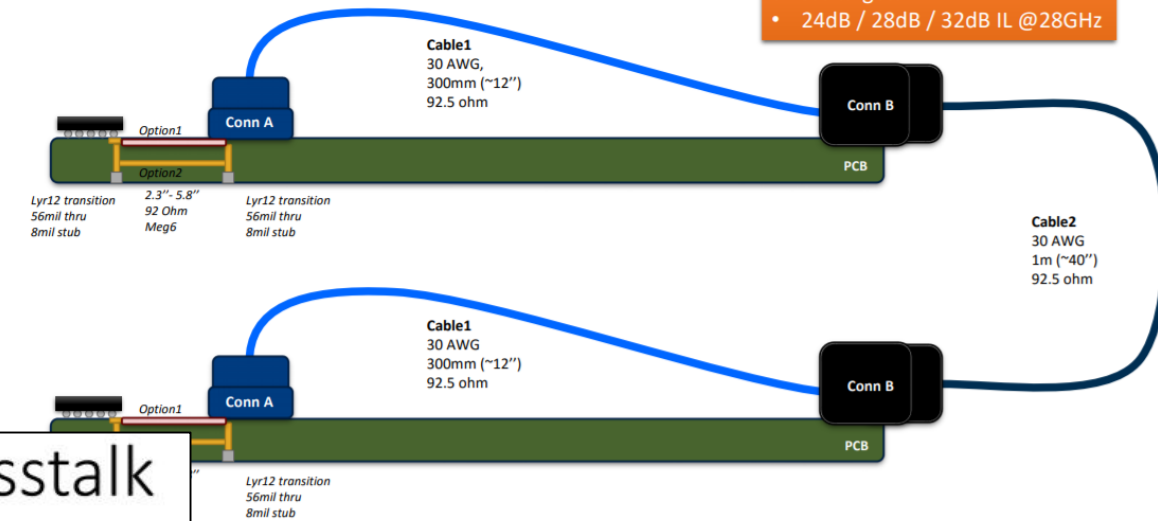 • 24dB / 28dB / 32dB IL @28GHz
Cable1
30 AWG,
300mm (~12’’)
92.5 ohm
Conn B
Conn A
Option1
PCB
Option2
Lyr12 transition
56mil thru
8mil stub
2.3’’- 5.8’’
92 Ohm
Meg6
Lyr12 transition
56mil thru
8mil stub
Cable2
30 AWG
1m (~40’’)
92.5 ohm
Cable1
30 AWG
300mm (~12’’)
92.5 ohm
Conn B
Conn A
Option1
PCB
sstalk
Lyr12 transition
56mil thru
8mil stub